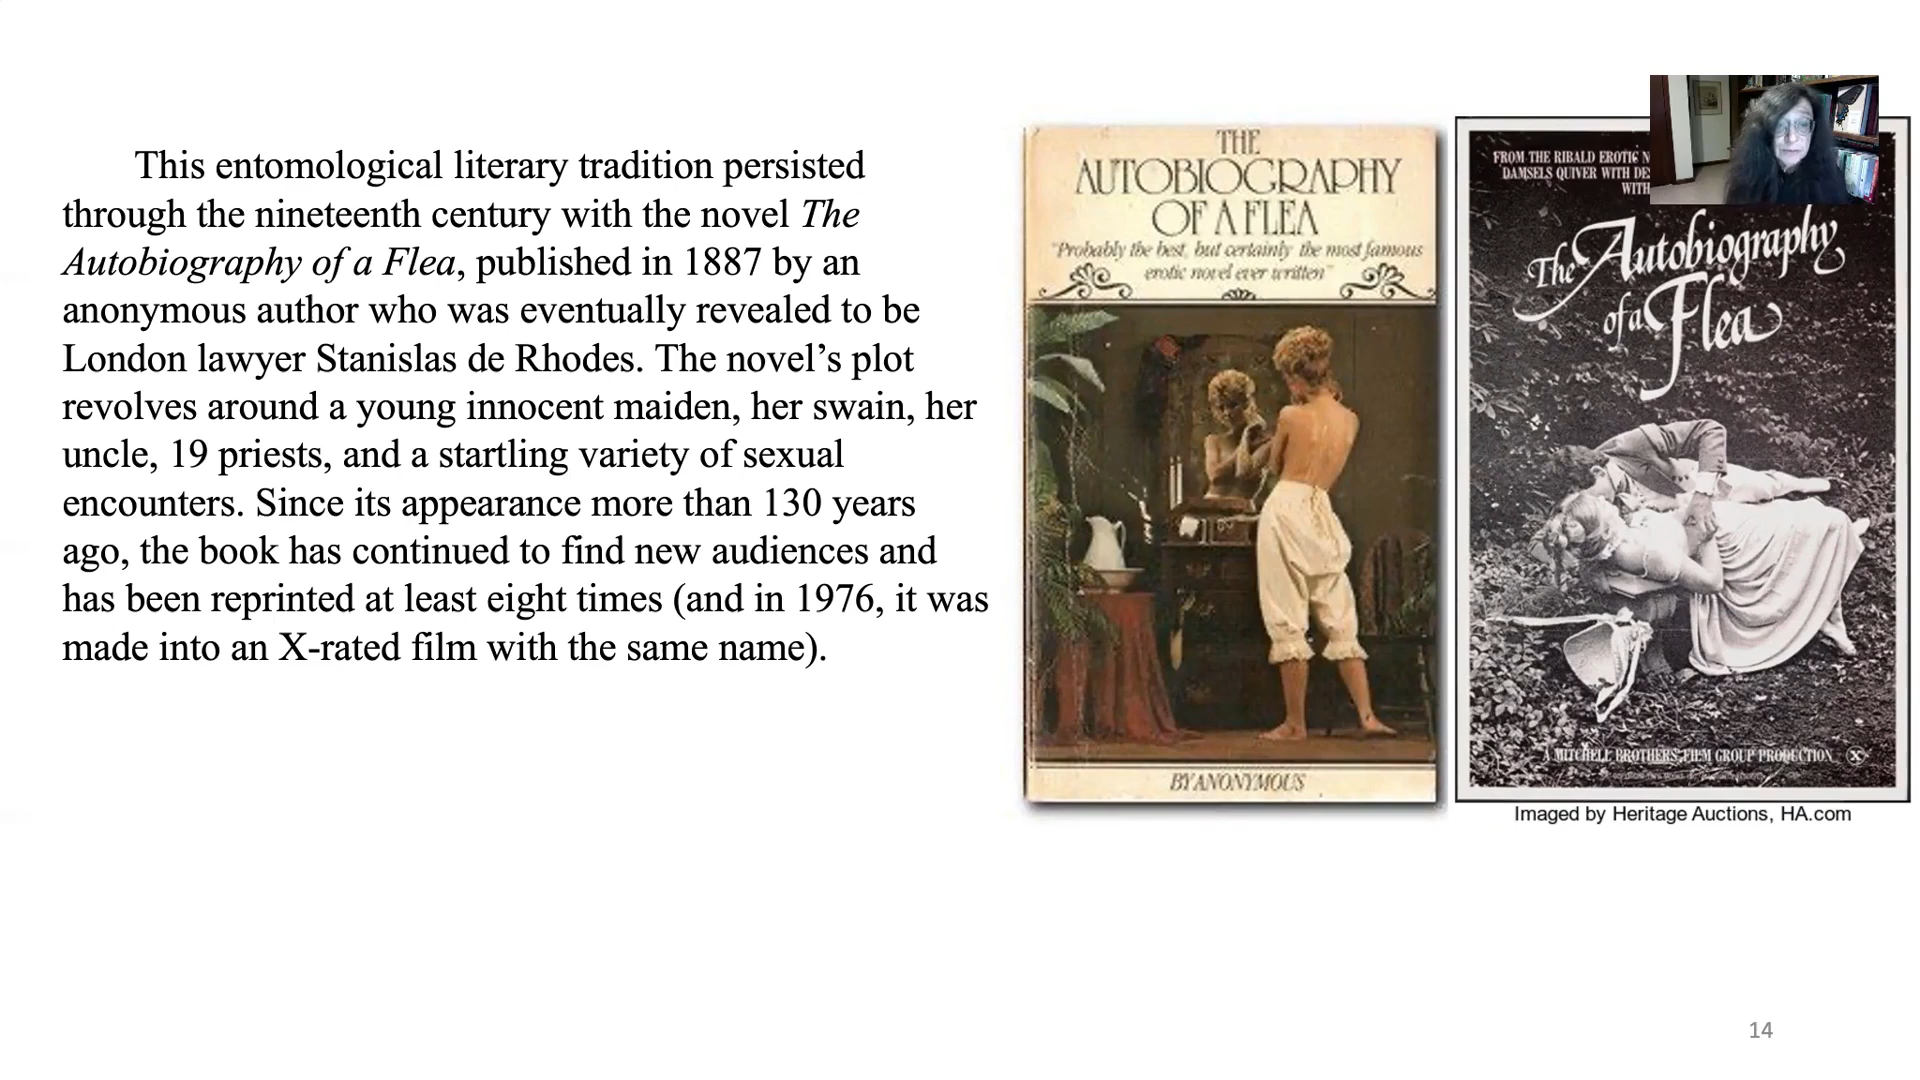 This entomological literary tradition persisted
through the nineteenth century with the novel The
Autobiography of a Flea, published in 1887 by an
anonymous author who was eventually revealed to be
London lawyer Stanislas de Rhodes. The novel’s plot
revolves around a young innocent maiden, her swain, her
uncle, 19 priests, and a startling variety of sexual
encounters. Since its appearance more than 130 years
ago, the book has continued to find new audiences and
has been reprinted at least eight times (and in 1976, it was
made into an X-rated film with the same name).
THE
AUTOBIOGRAPHY
OF A FLEA
"Probably the best, but certainly the most famous
erotic novel ever written"
BY ANONYMOUS
FROM THE RIBALD EROTIC
DAMSELS QUIVER WITH
WITH
The Autobiography
of a Flea
A MITCHELL BROTHERS FILM GROUP PRODUCTION X
Imaged by Heritage Auctions, HA.com
14